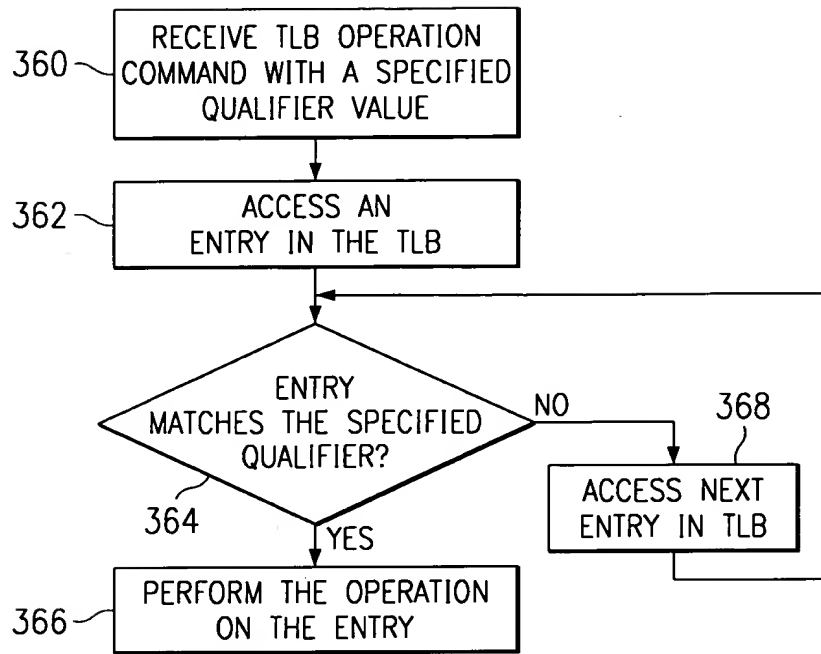 360
RECEIVE TLB OPERATION
COMMAND WITH A SPECIFIED
QUALIFIER VALUE
362
ACCESS AN
ENTRY IN THE TLB
ENTRY
MATCHES THE SPECIFIED
QUALIFIER?
364
NO
368
ACCESS NEXT
ENTRY IN TLB
YES
366
PERFORM THE OPERATION
ON THE ENTRY